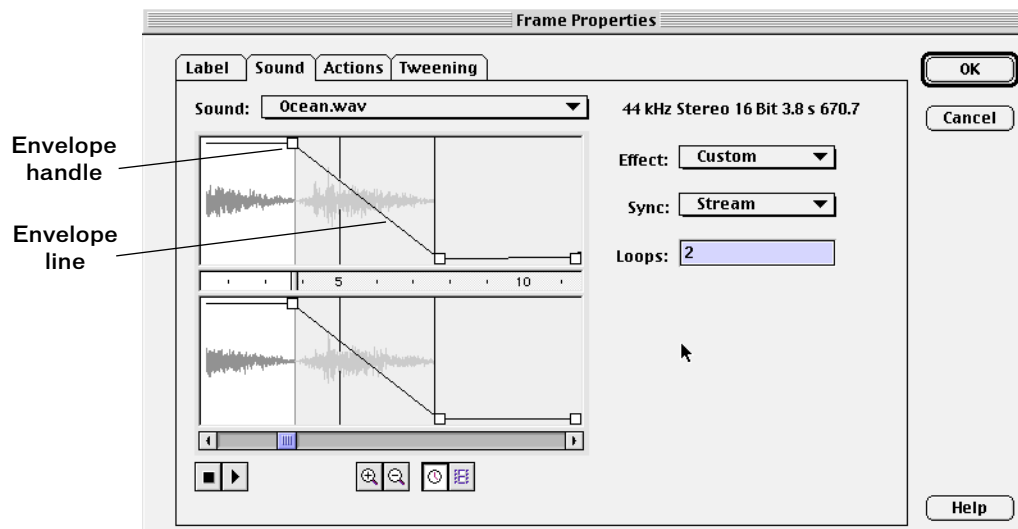 Frame Properties
Label Sound Actions Tweening
OK
Sound: Ocean.wav
44 kHz Stereo 16 Bit 3.8 s 670.7
Cancel
Envelope
handle
Effect: Custom
Sync: Stream
Envelope
line
Loops: 2
5 10
Help